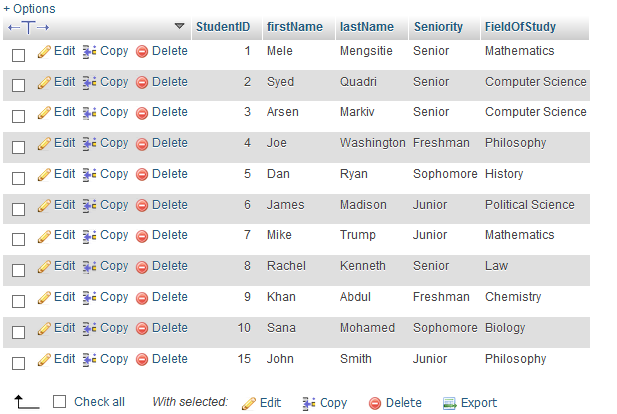 + Options
StudentID firstName lastName Seniority FieldOfStudy
Edit Copy Delete 1 Mele Mengsitie Senior Mathematics
Edit Copy Delete 2 Syed Quadri Senior Computer Science
Edit Copy Delete 3 Arsen Markiv Senior Computer Science
Edit Copy Delete 4 Joe Washington Freshman Philosophy
Edit Copy Delete 5 Dan Ryan Sophomore History
Edit Copy Delete 6 James Madison Junior Political Science
Edit Copy Delete 7 Mike Trump Junior Mathematics
Edit Copy Delete 8 Rachel Kenneth Senior Law
Edit Copy Delete 9 Khan Abdul Freshman Chemistry
Edit Copy Delete 10 Sana Mohamed Sophomore Biology
Edit Copy Delete 15 John Smith Junior Philosophy
Check all With selected: Edit Copy Delete Export